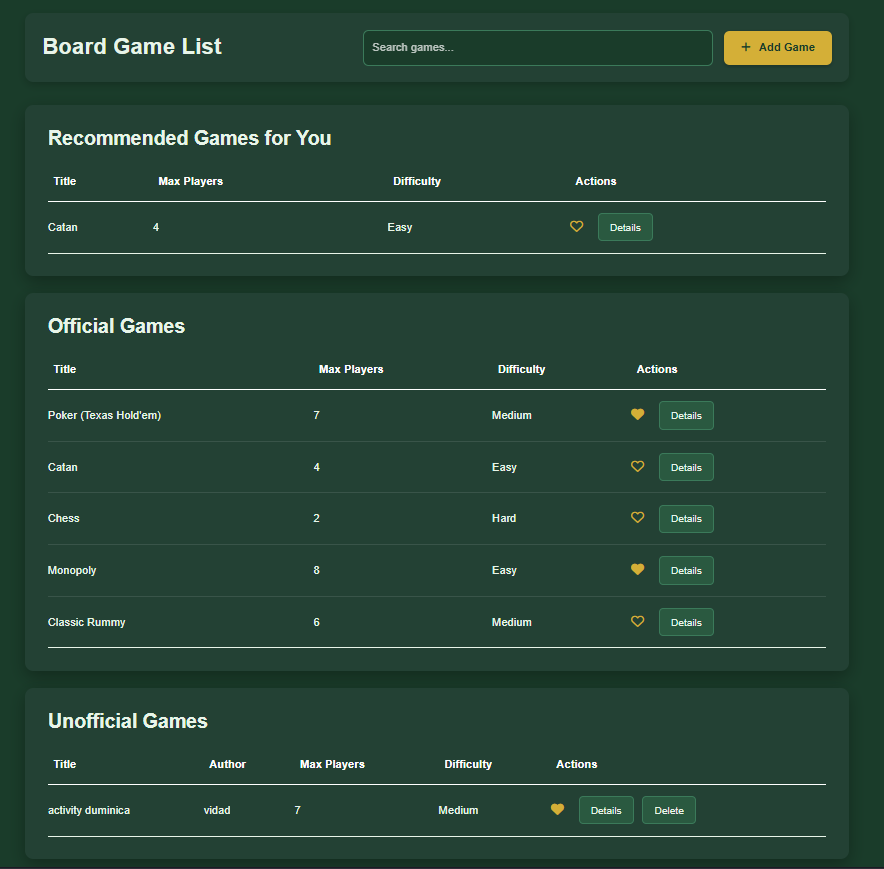 Board Game List
Search games...
+ Add Game
Recommended Games for You
Title Max Players Difficulty Actions
Catan 4 Easy Details
Official Games
Title Max Players Difficulty Actions
Poker (Texas Hold'em) 7 Medium Details
Catan 4 Easy Details
Chess 2 Hard Details
Monopoly 8 Easy Details
Classic Rummy 6 Medium Details
Unofficial Games
Title Author Max Players Difficulty Actions
activity duminica vidad 7 Medium Details Delete